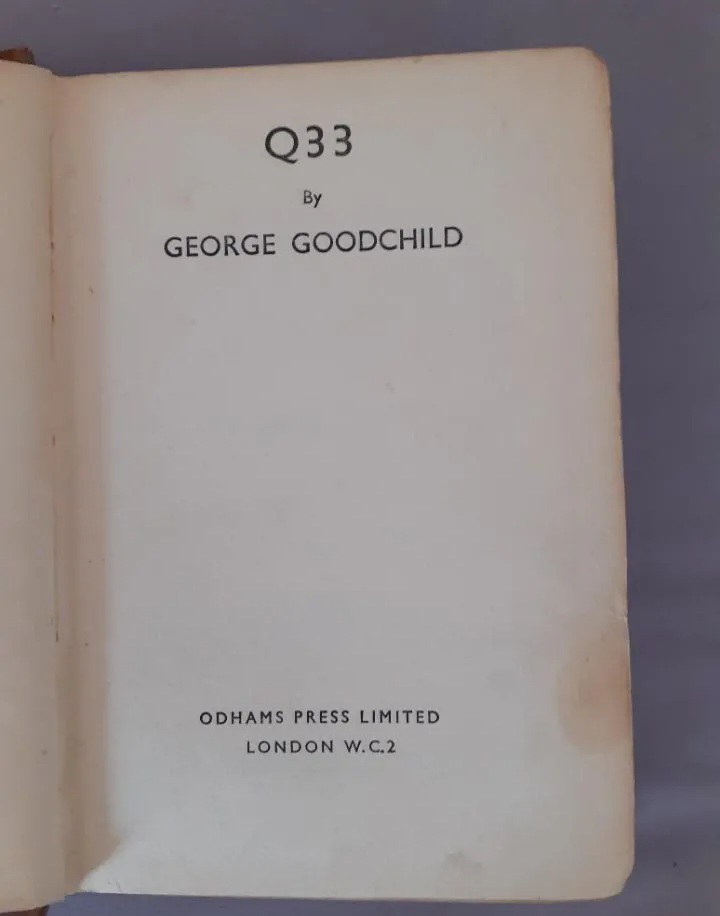 Q33
By
GEORGE GOODCHILD
ODHAMS PRESS LIMITED
LONDON W.C.2